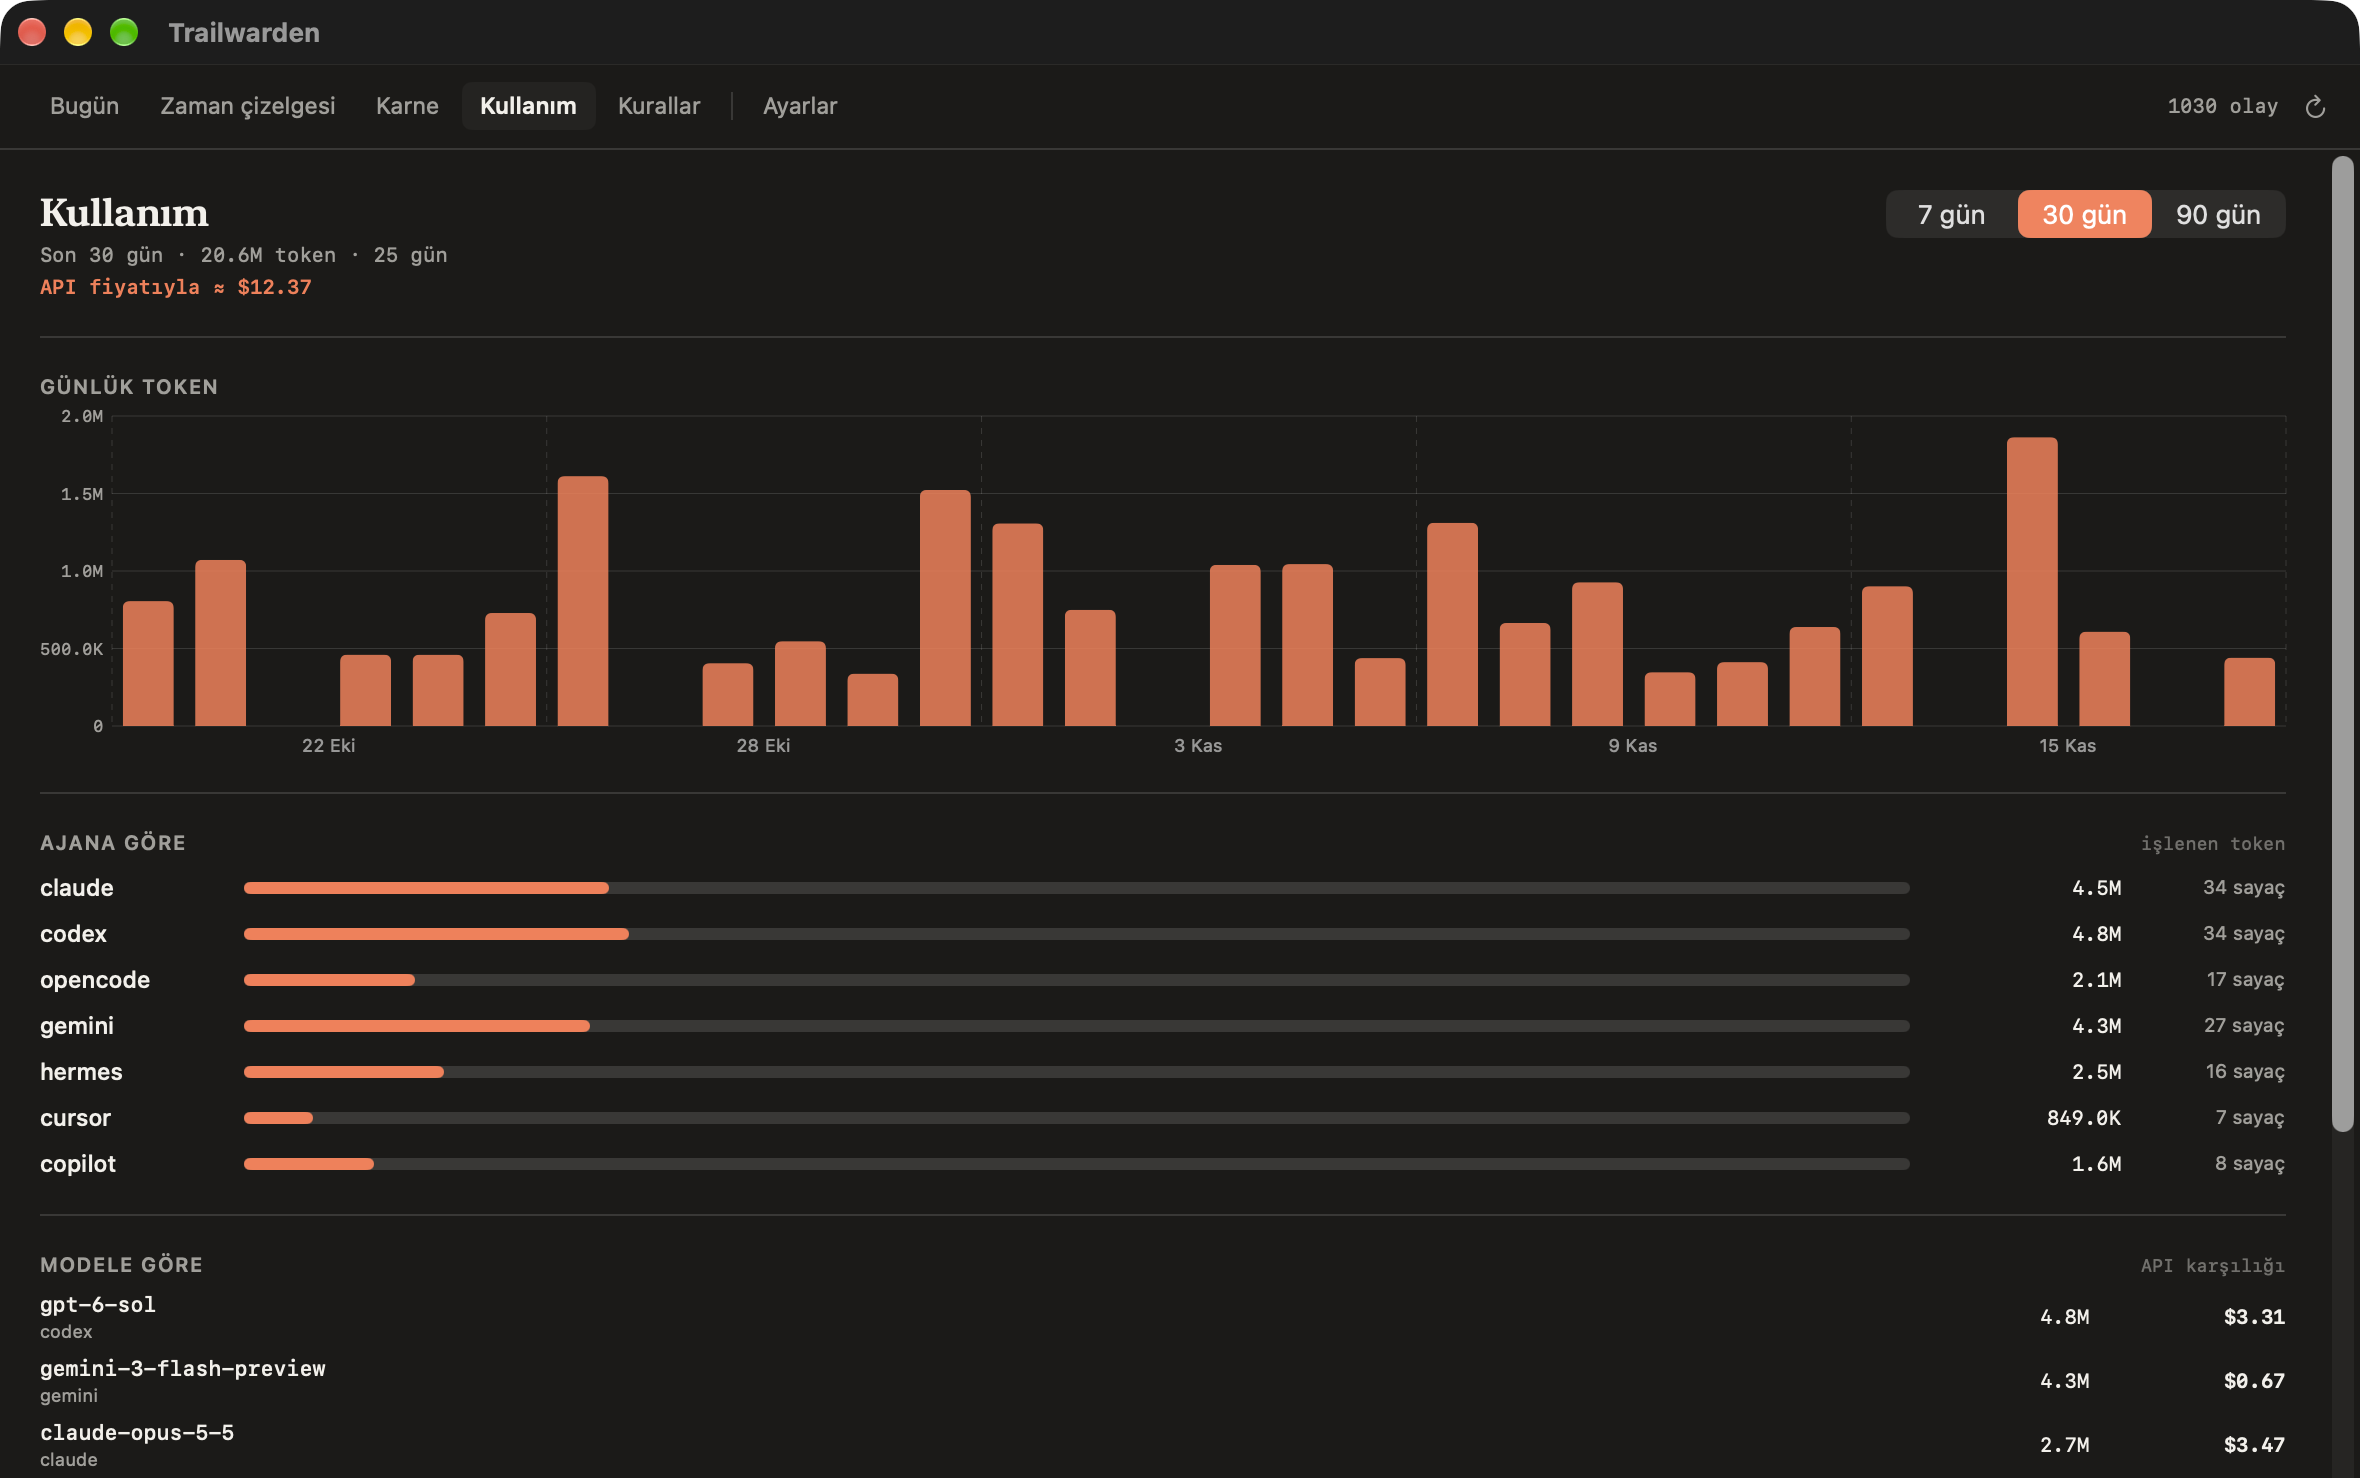 Trailwarden
Bugün Zaman çizelgesi Karne Kullanım Kurallar Ayarlar 1030 olay
Kullanım
7 gün 30 gün 90 gün
Son 30 gün · 20.6M token · 25 gün
API fiyatıyla ≈ $12.37
GÜNLÜK TOKEN
2.0M
1.5M
1.0M
500.0K
0
22 Eki 28 Eki 3 Kas 9 Kas 15 Kas
AJANA GÖRE işlenen token
claude 4.5M 34 sayaç
codex 4.8M 34 sayaç
opencode 2.1M 17 sayaç
gemini 4.3M 27 sayaç
hermes 2.5M 16 sayaç
cursor 849.0K 7 sayaç
copilot 1.6M 8 sayaç
MODELE GÖRE API karşılığı
gpt-6-sol 4.8M $3.31
codex
gemini-3-flash-preview 4.3M $0.67
gemini
claude-opus-5-5 2.7M $3.47
claude